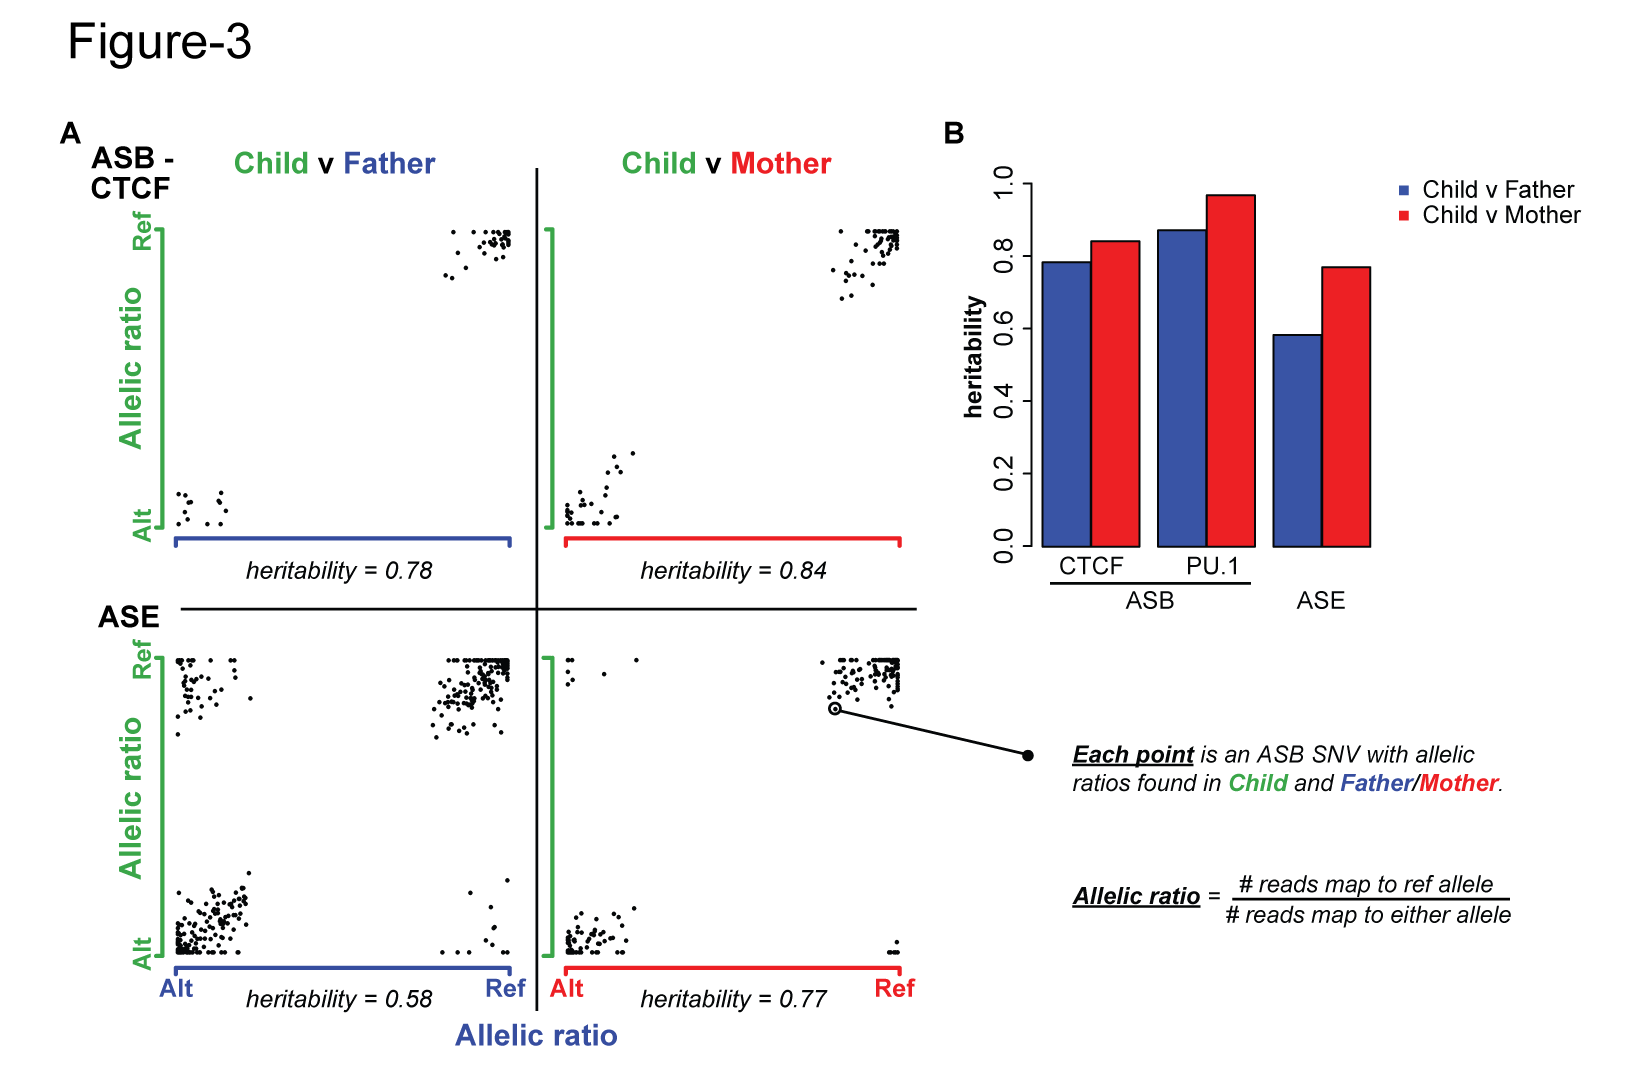 Figure-3
A
ASB -
CTCF
Child v Father
Child v Mother
Ref
Allelic ratio
Alt
heritability = 0.78
heritability = 0.84
ASE
Ref
Allelic ratio
Alt
Alt
Ref
Alt
Ref
heritability = 0.58
heritability = 0.77
Allelic ratio
B
1.0
0.8
0.6
0.4
0.2
0.0
heritability
CTCF
PU.1
ASB
ASE
Child v Father
Child v Mother
Each point is an ASB SNV with allelic
ratios found in Child and Father/Mother.
Allelic ratio =
# reads map to ref allele
# reads map to either allele